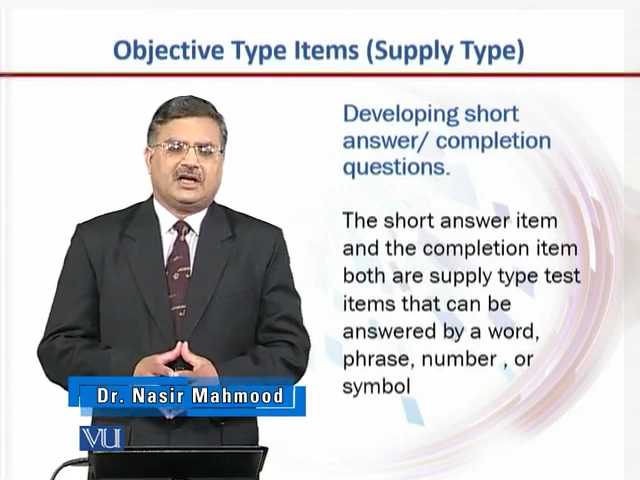 Objective Type Items (Supply Type)
Developing short
answer/ completion
questions.
The short answer item
and the completion item
both are supply type test
items that can be
answered by a word,
phrase, number , or
symbol
Dr. Nasir Mahmood
VU